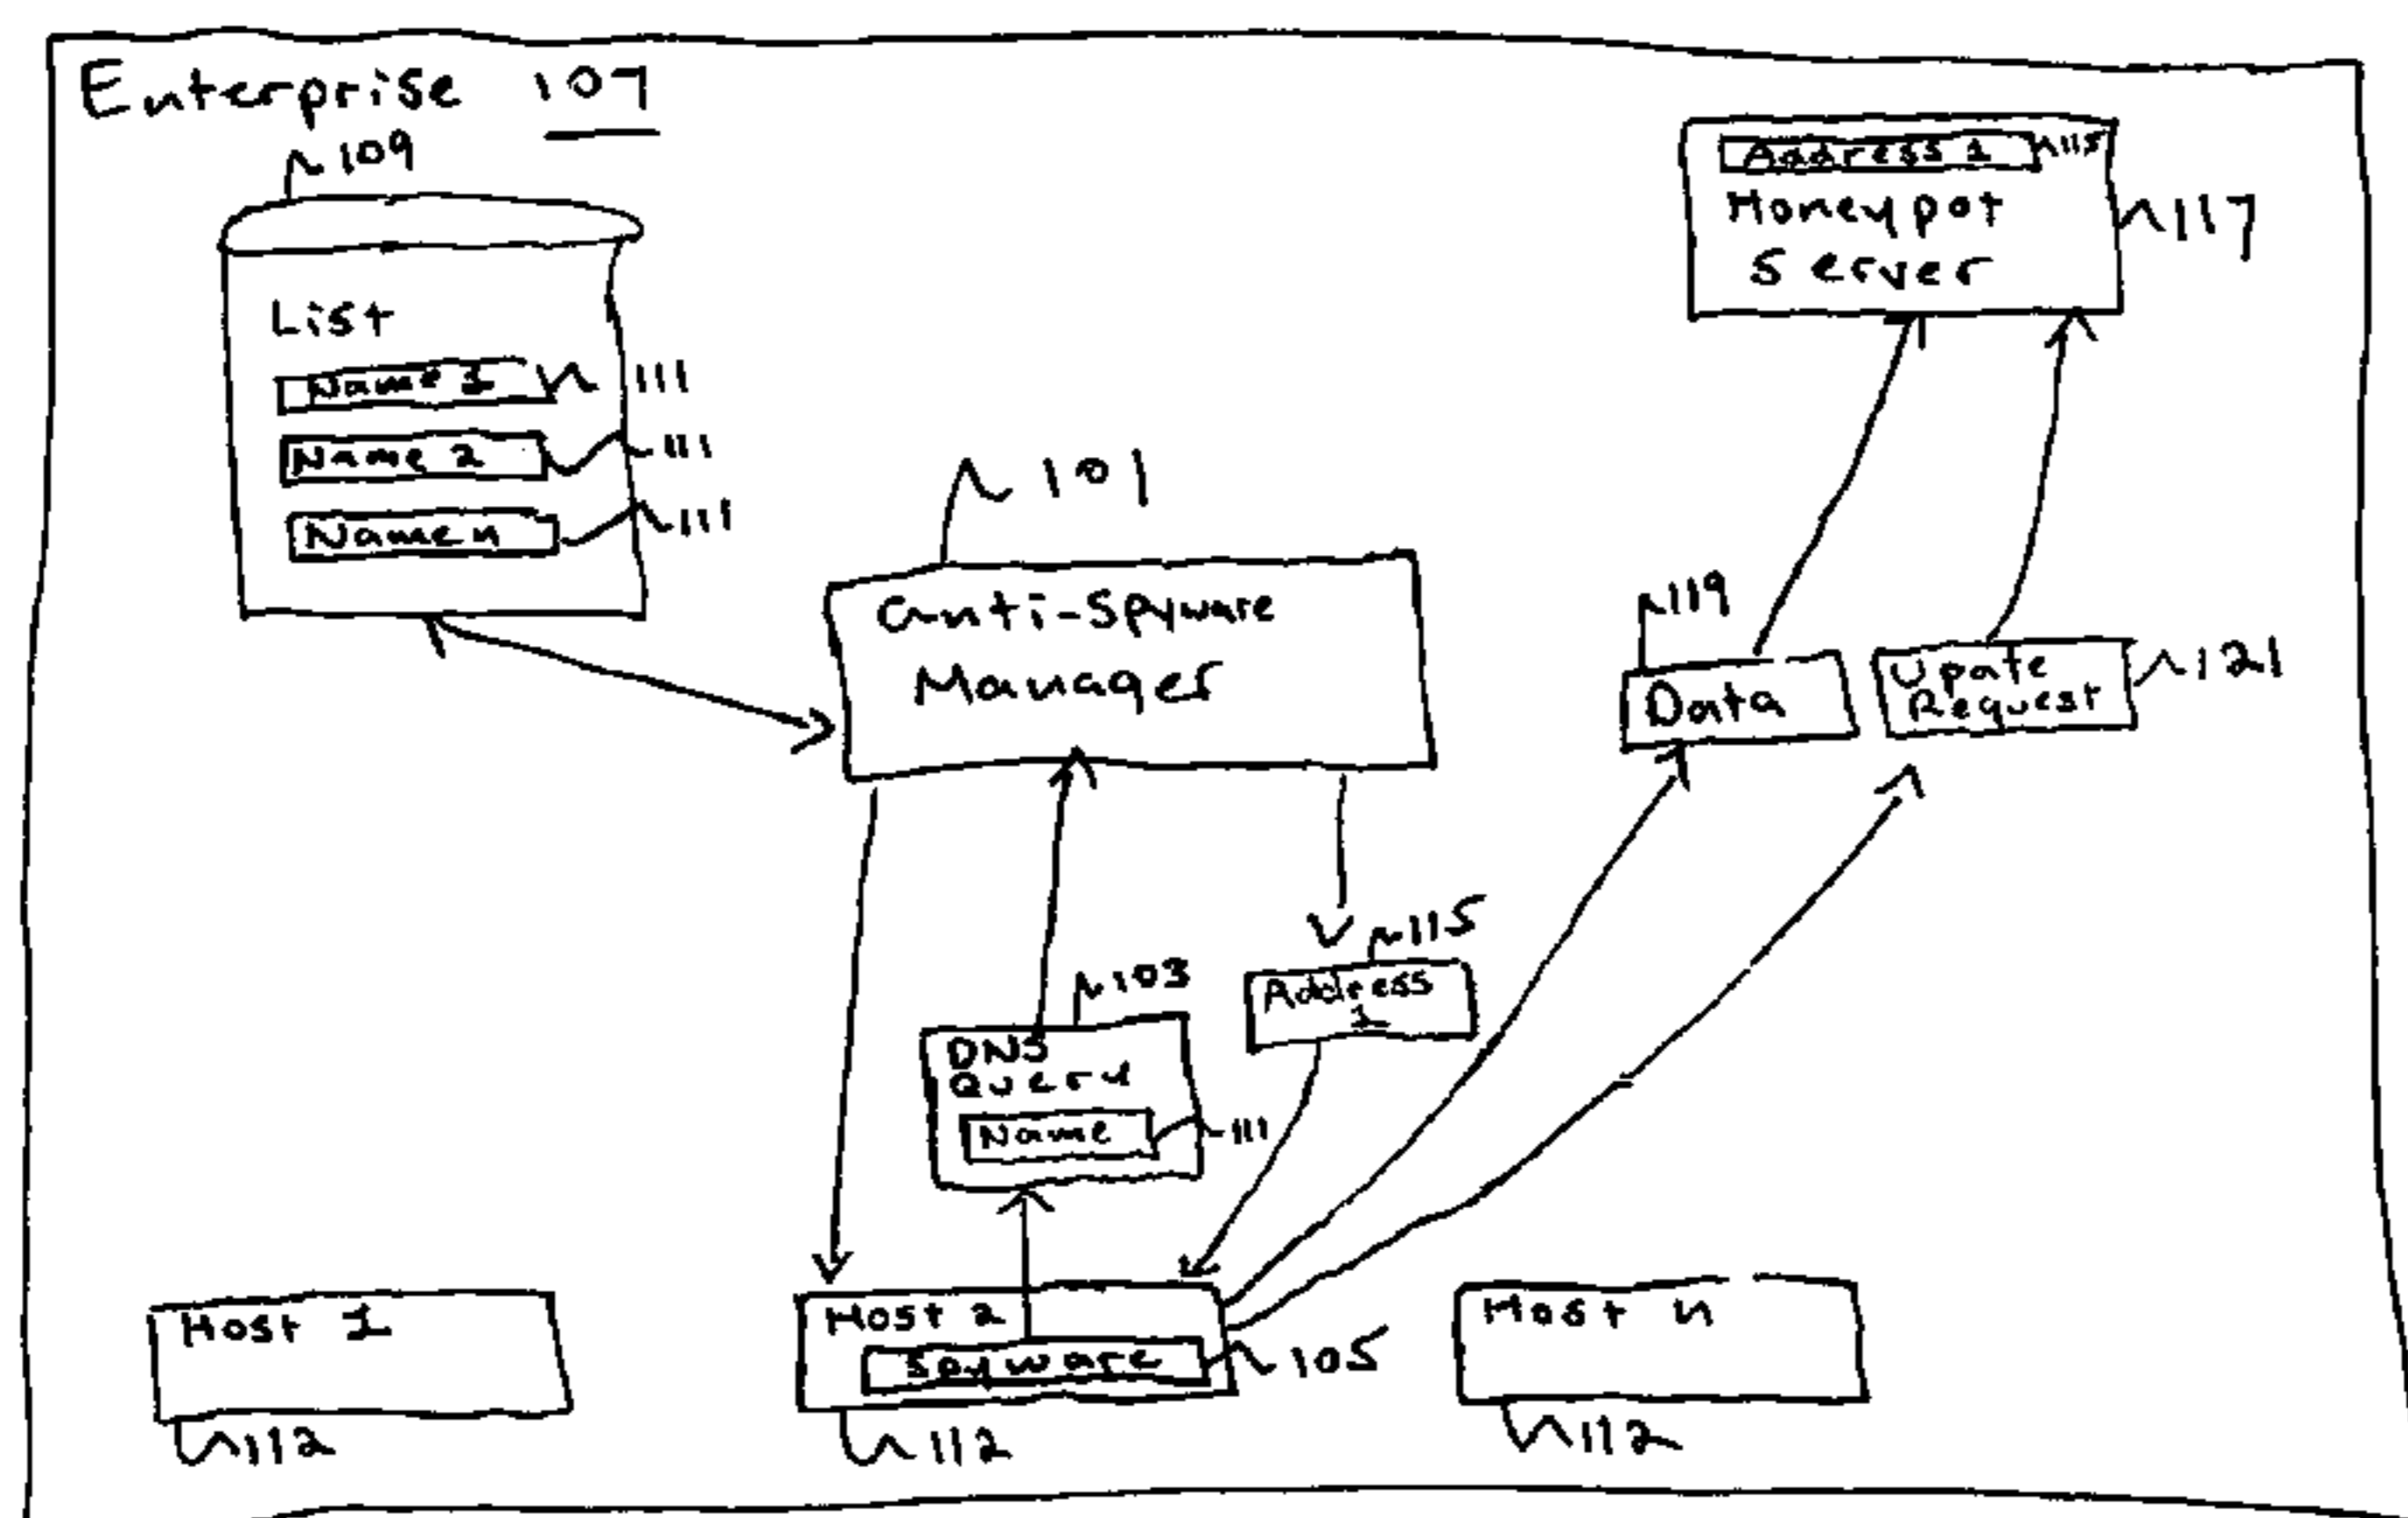 Enterprise 107
109
List
Name 1 111
Name 2 111
Name n 111
Address 1 115
Honeypot
Server
117
101
Anti-Spyware
Manager
119
Data
Upate
Request
121
103
DNS
Query
Name 111
115
Address
1
Host 1
112
Host 2
Spyware 105
112
Host n
112